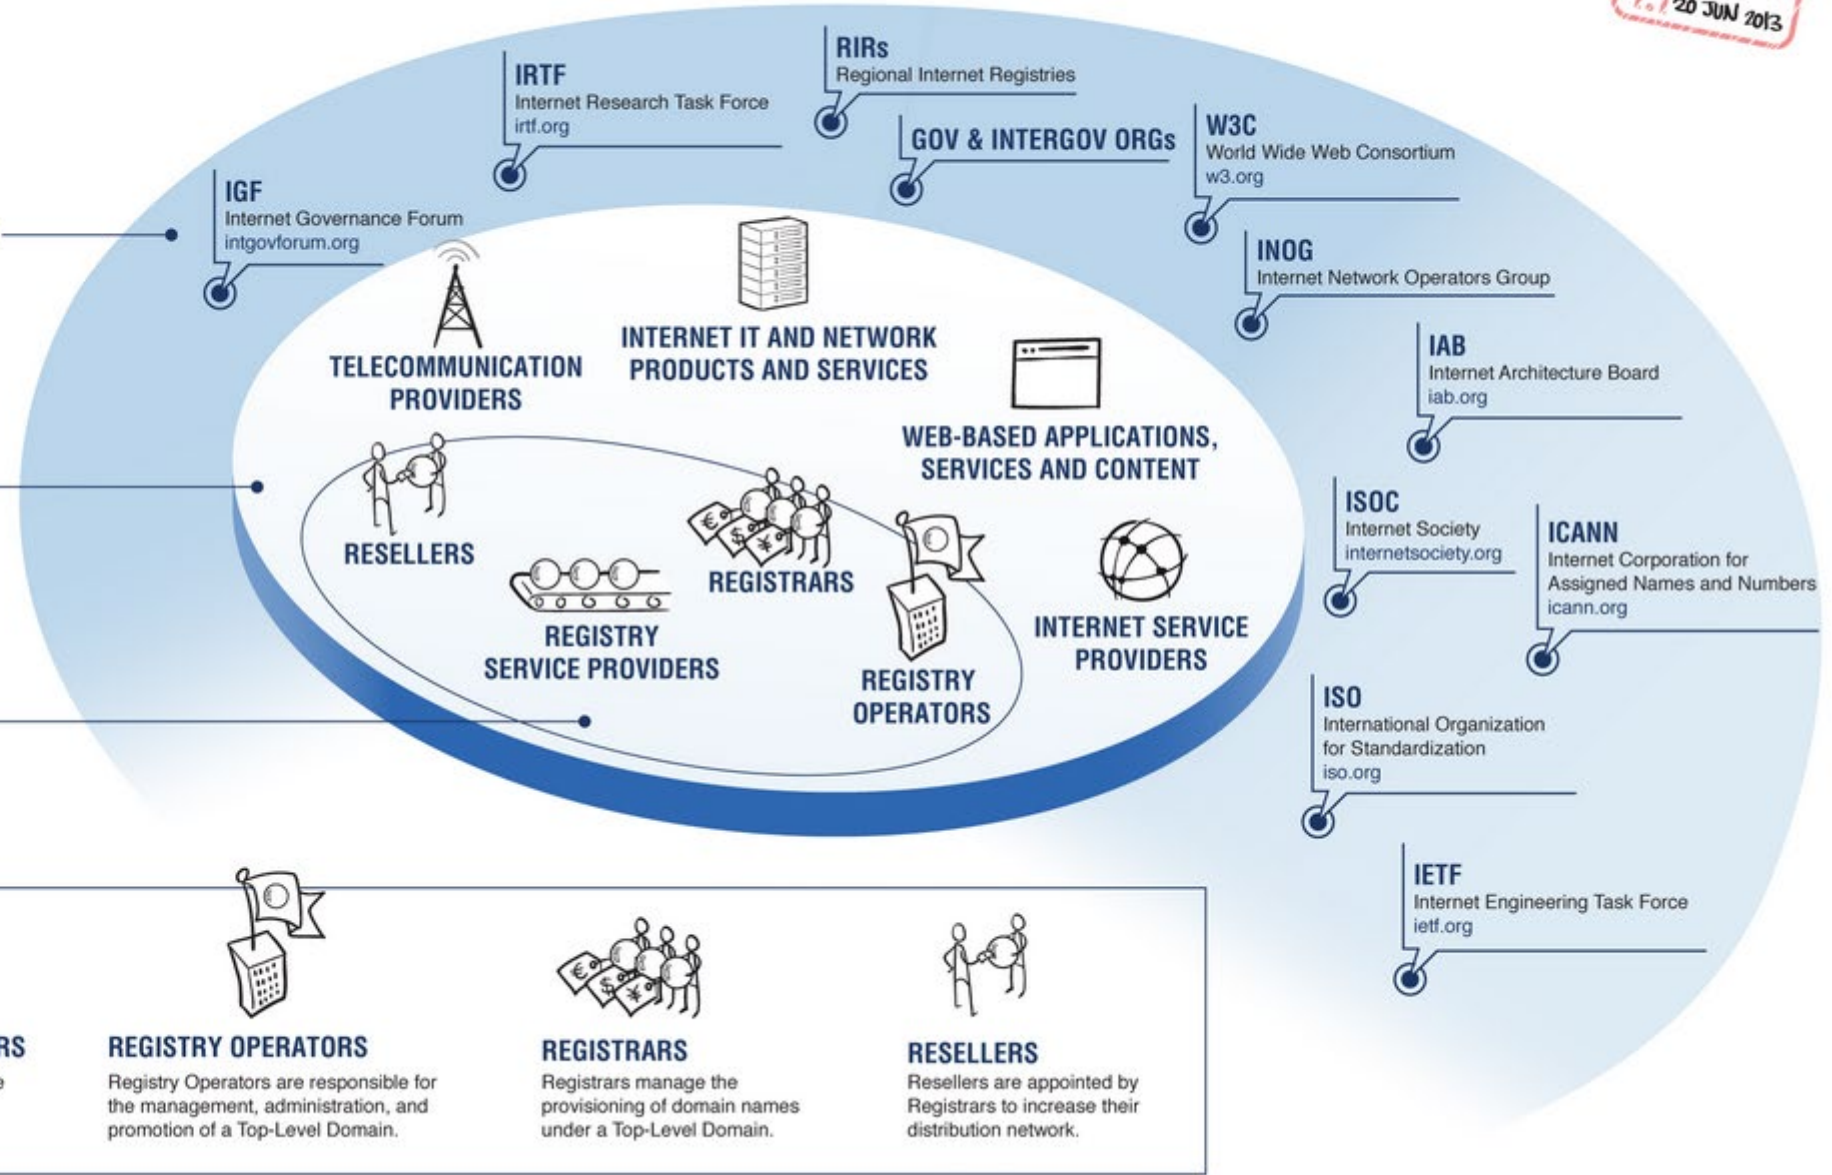 20 JUN 2013
RIRs
Regional Internet Registries
IRTF
Internet Research Task Force
irtf.org
GOV & INTERGOV ORGs
W3C
World Wide Web Consortium
w3.org
IGF
Internet Governance Forum
intgovforum.org
INOG
Internet Network Operators Group
INTERNET IT AND NETWORK
PRODUCTS AND SERVICES
TELECOMMUNICATION
PROVIDERS
IAB
Internet Architecture Board
iab.org
WEB-BASED APPLICATIONS,
SERVICES AND CONTENT
ISOC
Internet Society
internetsociety.org
ICANN
Internet Corporation for
Assigned Names and Numbers
icann.org
RESELLERS
€
$
¥
REGISTRARS
REGISTRY
SERVICE PROVIDERS
INTERNET SERVICE
PROVIDERS
REGISTRY
OPERATORS
ISO
International Organization
for Standardization
iso.org
IETF
Internet Engineering Task Force
ietf.org
€
$
¥
RS
e
REGISTRY OPERATORS
Registry Operators are responsible for
the management, administration, and
promotion of a Top-Level Domain.
REGISTRARS
Registrars manage the
provisioning of domain names
under a Top-Level Domain.
RESELLERS
Resellers are appointed by
Registrars to increase their
distribution network.